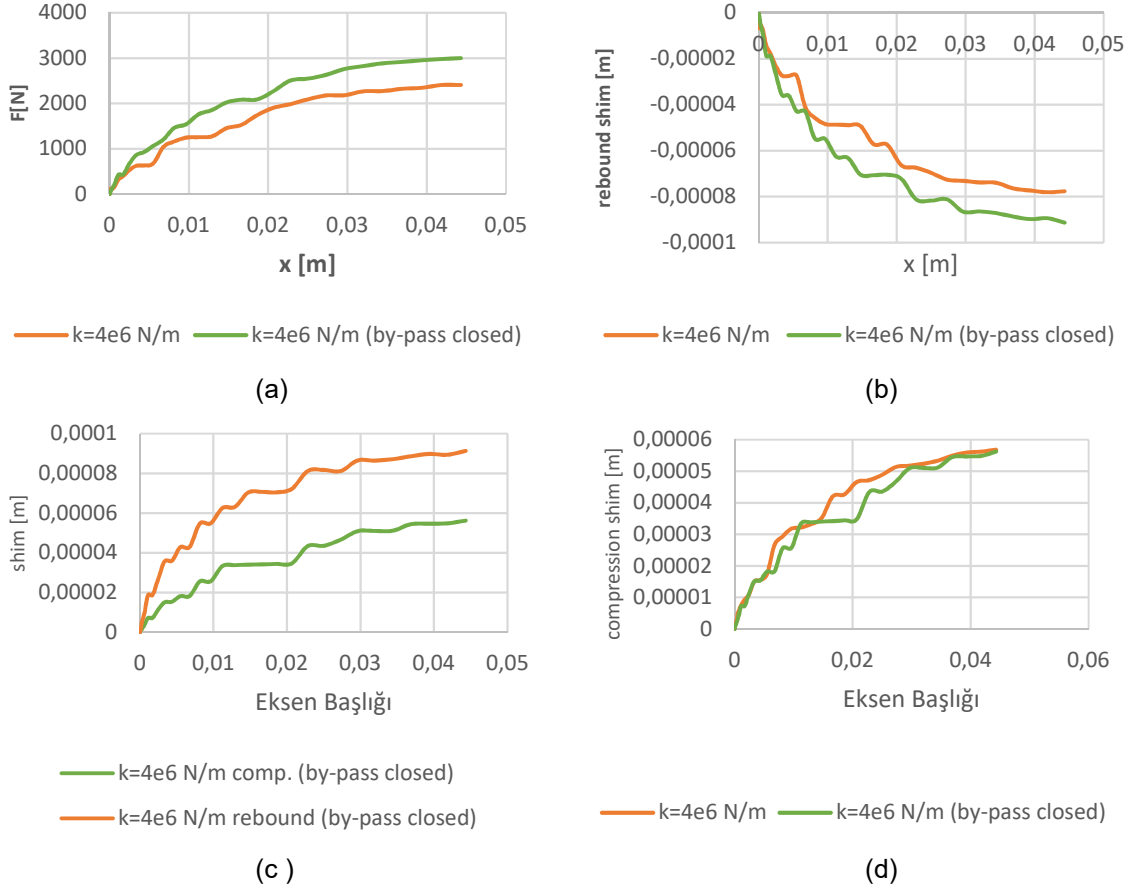 4000
3000
2000
1000
0
F[N]
0 0,01 0,02 0,03 0,04 0,05
x [m]
k=4e6 N/m k=4e6 N/m (by-pass closed)
(a)
0
-0,00002
-0,00004
-0,00006
-0,00008
-0,0001
rebound shim [m]
0 0,01 0,02 0,03 0,04 0,05
x [m]
k=4e6 N/m k=4e6 N/m (by-pass closed)
(b)
0,0001
0,00008
0,00006
0,00004
0,00002
0
shim [m]
0 0,01 0,02 0,03 0,04 0,05
Eksen Başlığı
k=4e6 N/m comp. (by-pass closed)
k=4e6 N/m rebound (by-pass closed)
(c )
0,00006
0,00005
0,00004
0,00003
0,00002
0,00001
0
compression shim [m]
0 0,02 0,04 0,06
Eksen Başlığı
k=4e6 N/m k=4e6 N/m (by-pass closed)
(d)